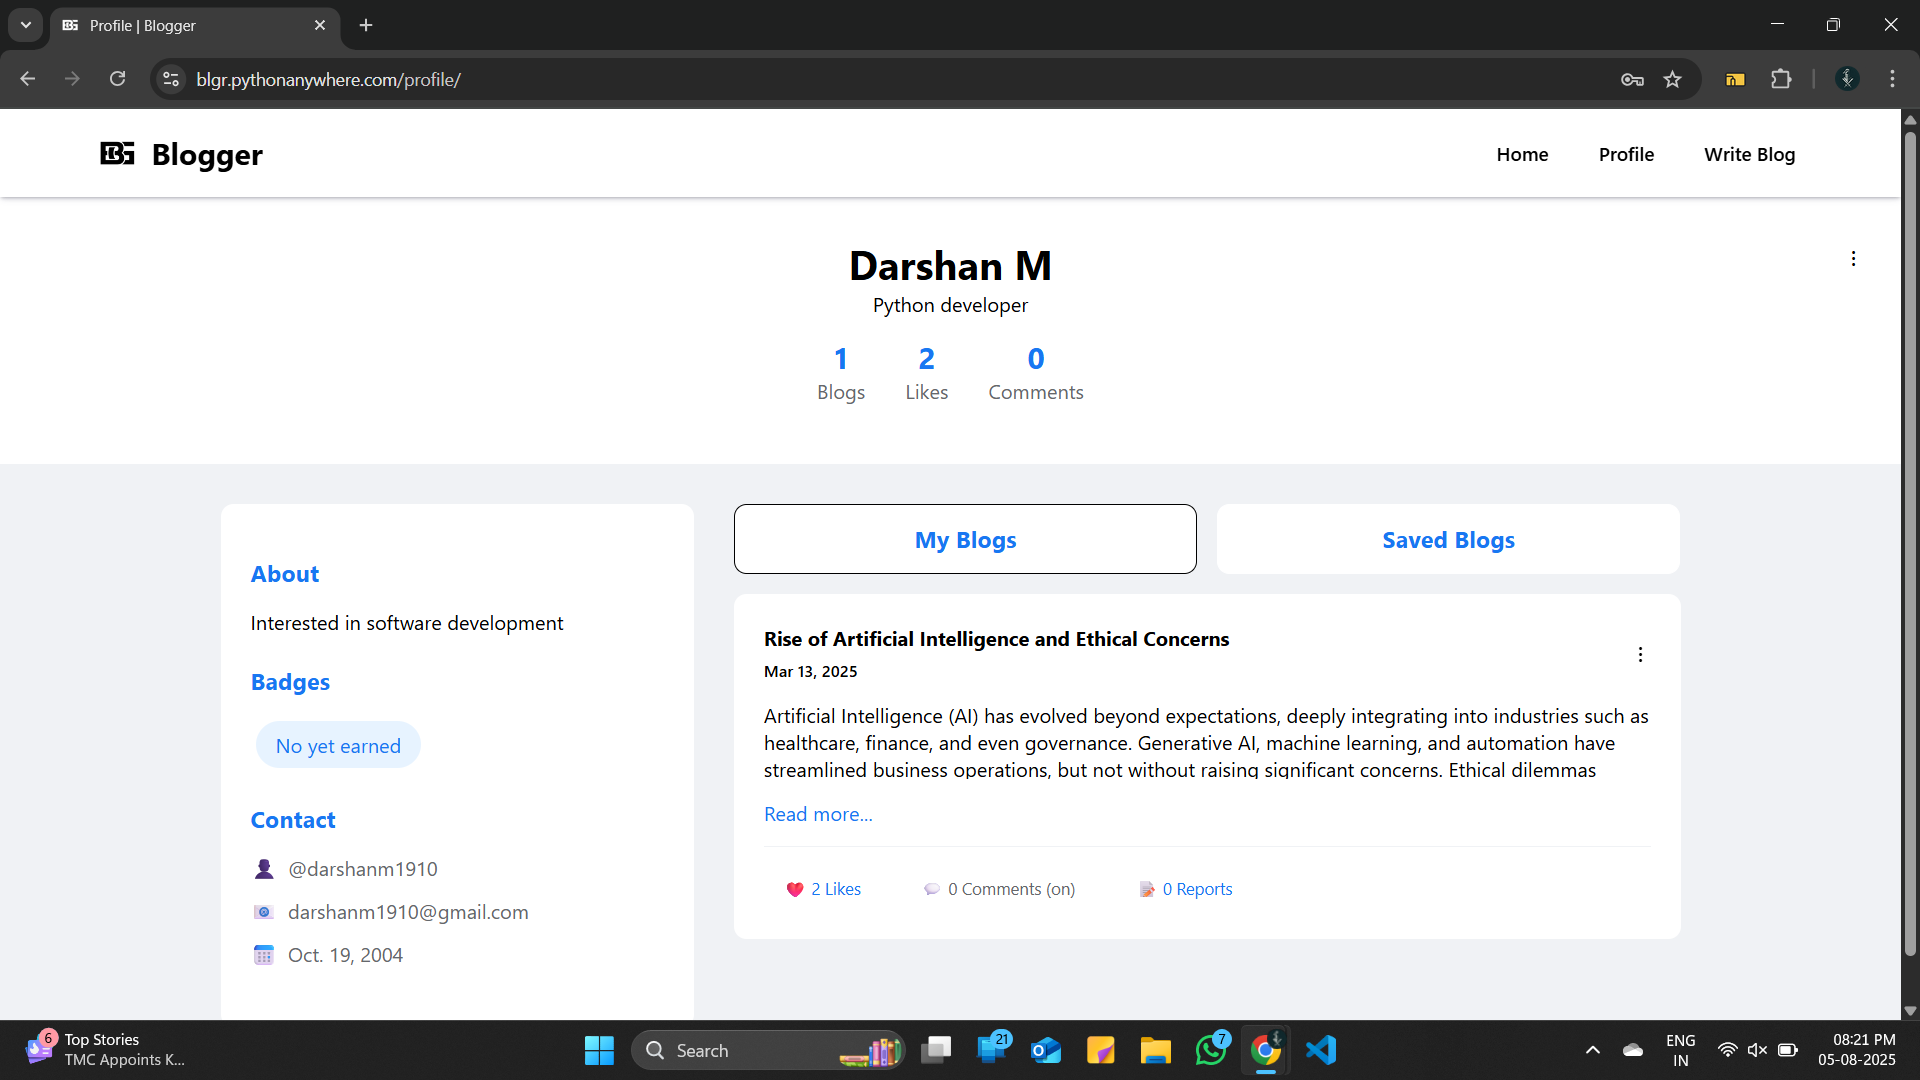 Profile | Blogger
blgr.pythonanywhere.com/profile/
BG Blogger
Home
Profile
Write Blog
Darshan M
Python developer
1
2
0
Blogs
Likes
Comments
About
Interested in software development
Badges
No yet earned
Contact
@darshanm1910
darshanm1910@gmail.com
Oct. 19, 2004
My Blogs
Saved Blogs
Rise of Artificial Intelligence and Ethical Concerns
Mar 13, 2025
Artificial Intelligence (AI) has evolved beyond expectations, deeply integrating into industries such as
healthcare, finance, and even governance. Generative AI, machine learning, and automation have
streamlined business operations, but not without raising significant concerns. Ethical dilemmas
Read more...
2 Likes
0 Comments (on)
0 Reports
6
Top Stories
TMC Appoints K...
Search
21
7
ENG
IN
08:21 PM
05-08-2025